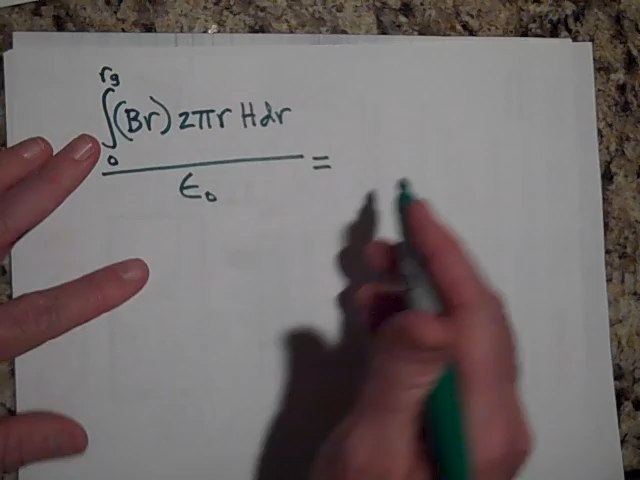 ∫₀^{r_g} (Br) 2πr H dr
ϵ₀ =